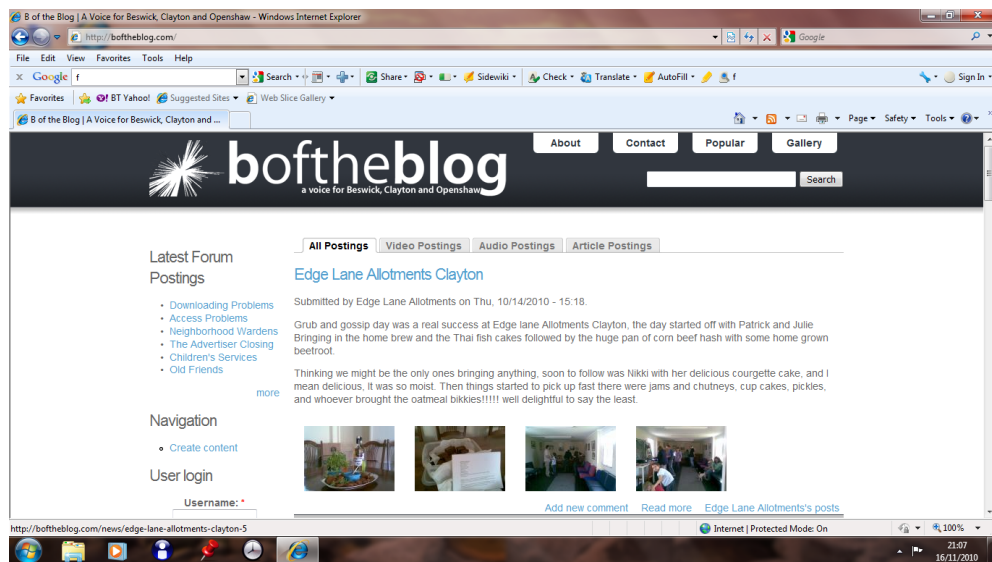 B of the Blog | A Voice for Beswick, Clayton and Openshaw - Windows Internet Explorer
http://boftheblog.com/
Google
File Edit View Favorites Tools Help
x Google f Search Share Sidewiki Check Translate AutoFill f Sign In
Favorites BT Yahoo! Suggested Sites Web Slice Gallery
B of the Blog | A Voice for Beswick, Clayton and ... Page Safety Tools
boftheblog
a voice for Beswick, Clayton and Openshaw
About Contact Popular Gallery
Search
Latest Forum
Postings
Downloading Problems
Access Problems
Neighborhood Wardens
The Advertiser Closing
Children's Services
Old Friends
more
Navigation
Create content
User login
Username: *
All Postings Video Postings Audio Postings Article Postings
Edge Lane Allotments Clayton
Submitted by Edge Lane Allotments on Thu, 10/14/2010 - 15:18.
Grub and gossip day was a real success at Edge lane Allotments Clayton, the day started off with Patrick and Julie
Bringing in the home brew and the Thai fish cakes followed by the huge pan of corn beef hash with some home grown
beetroot.
Thinking we might be the only ones bringing anything, soon to follow was Nikki with her delicious courgette cake, and I
mean delicious, It was so moist. Then things started to pick up fast there were jams and chutneys, cup cakes, pickles,
and whoever brought the oatmeal bikkies!!!!! well delightful to say the least.
Add new comment Read more Edge Lane Allotments's posts
http://boftheblog.com/news/edge-lane-allotments-clayton-5
Internet | Protected Mode: On 100%
21:07
16/11/2010